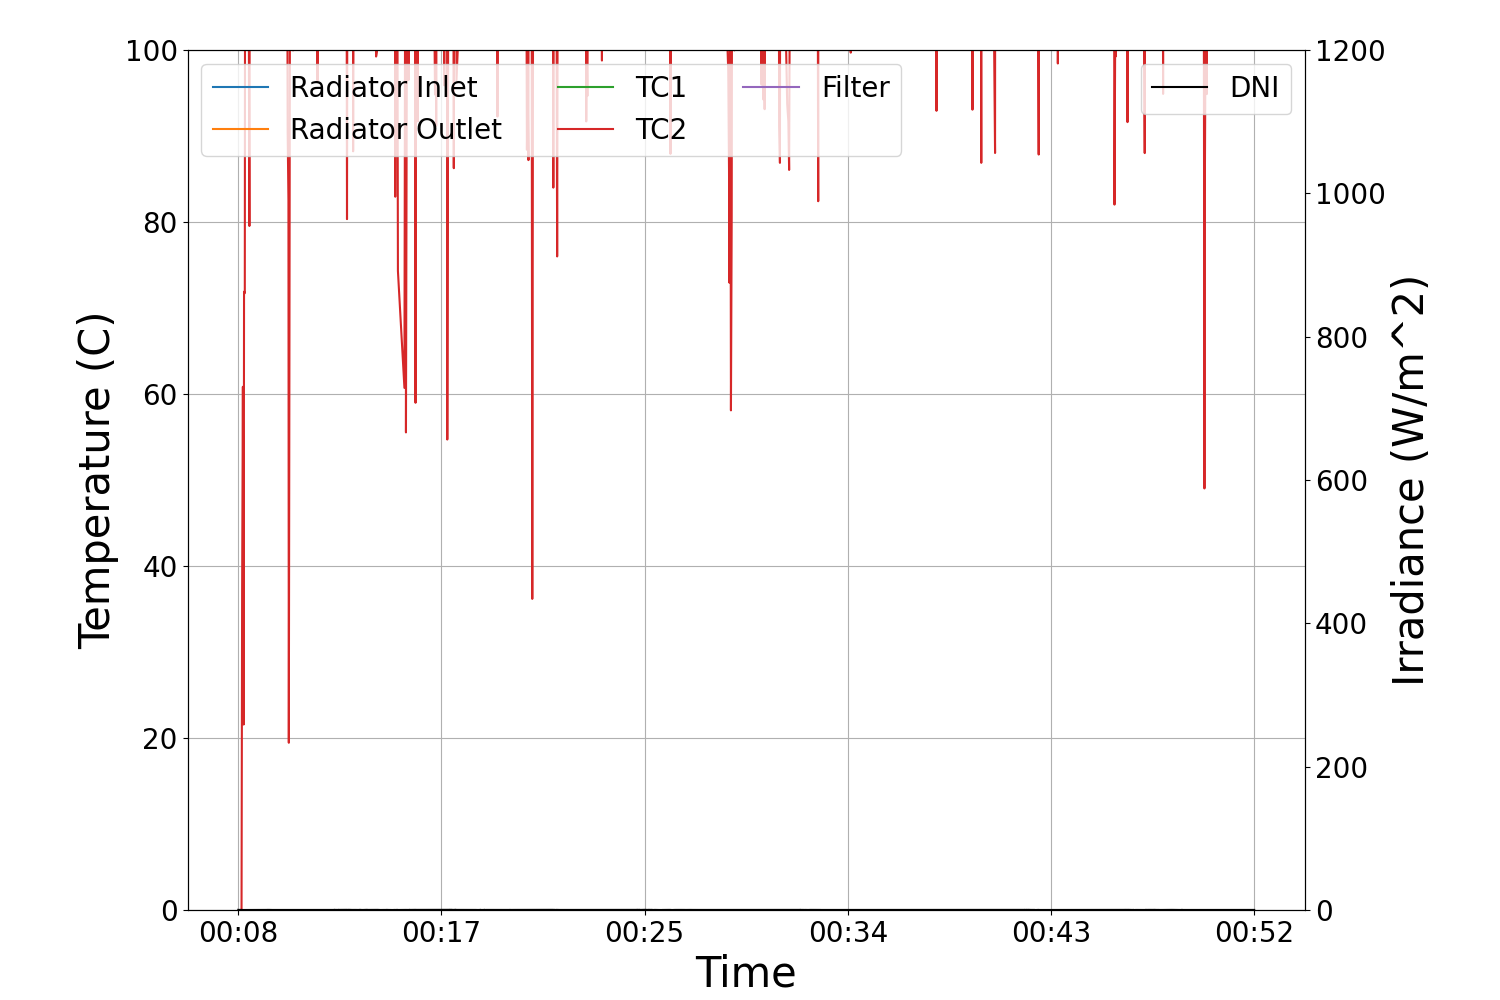 100
80
60
40
20
0
Temperature (C)
Radiator Inlet
Radiator Outlet
TC1
TC2
Filter
DNI
1200
1000
800
600
400
200
0
Irradiance (W/m^2)
00:08 00:17 00:25 00:34 00:43 00:52
Time